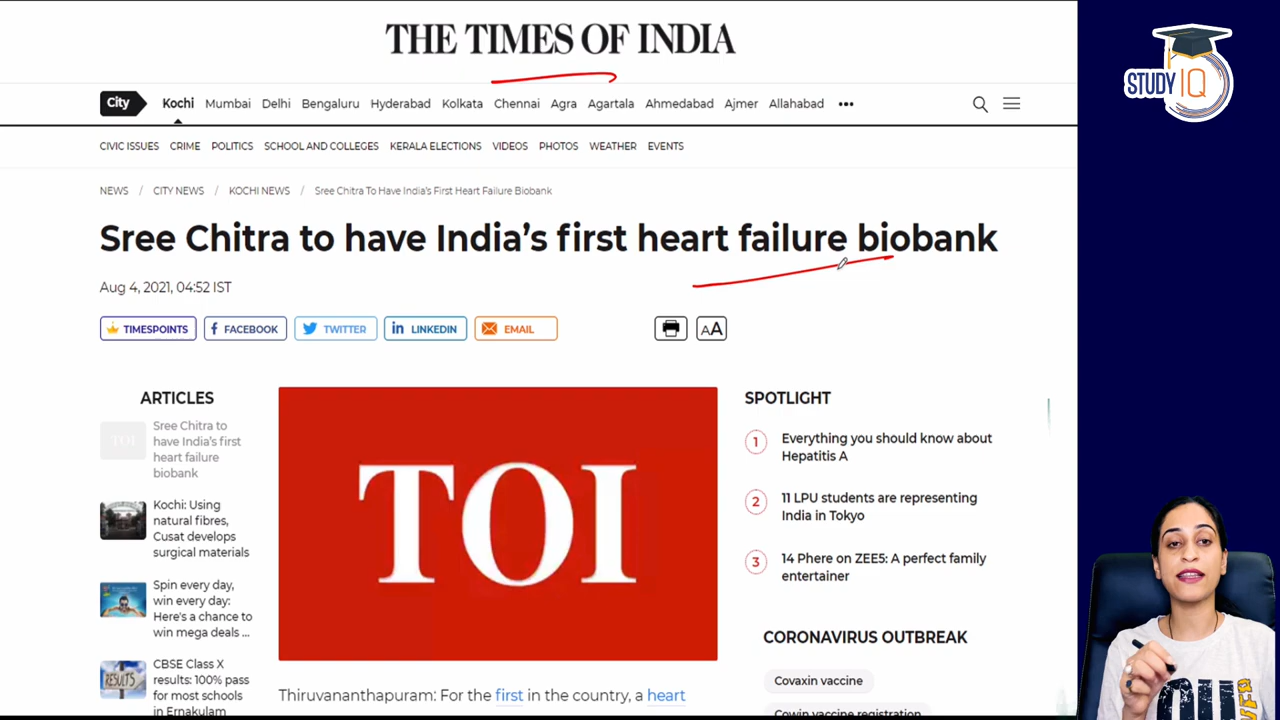 THE TIMES OF INDIA
STUDY IQ
City Kochi Mumbai Delhi Bengaluru Hyderabad Kolkata Chennai Agra Agartala Ahmedabad Ajmer Allahabad •••
CIVIC ISSUES CRIME POLITICS SCHOOL AND COLLEGES KERALA ELECTIONS VIDEOS PHOTOS WEATHER EVENTS
NEWS / CITY NEWS / KOCHI NEWS / Sree Chitra To Have India's First Heart Failure Biobank
Sree Chitra to have India's first heart failure biobank
Aug 4, 2021, 04:52 IST
TIMESPOINTS FACEBOOK TWITTER LINKEDIN EMAIL AA
ARTICLES
Sree Chitra to
have India's first
heart failure
biobank
Kochi: Using
natural fibres,
Cusat develops
surgical materials
Spin every day,
win every day:
Here's a chance to
win mega deals ...
RESULTS
CBSE Class X
results: 100% pass
for most schools
in Ernakulam
TOI
Thiruvananthapuram: For the first in the country, a heart
SPOTLIGHT
1 Everything you should know about
Hepatitis A
2 11 LPU students are representing
India in Tokyo
3 14 Phere on ZEE5: A perfect family
entertainer
CORONAVIRUS OUTBREAK
Covaxin vaccine
Cowin vaccine registration